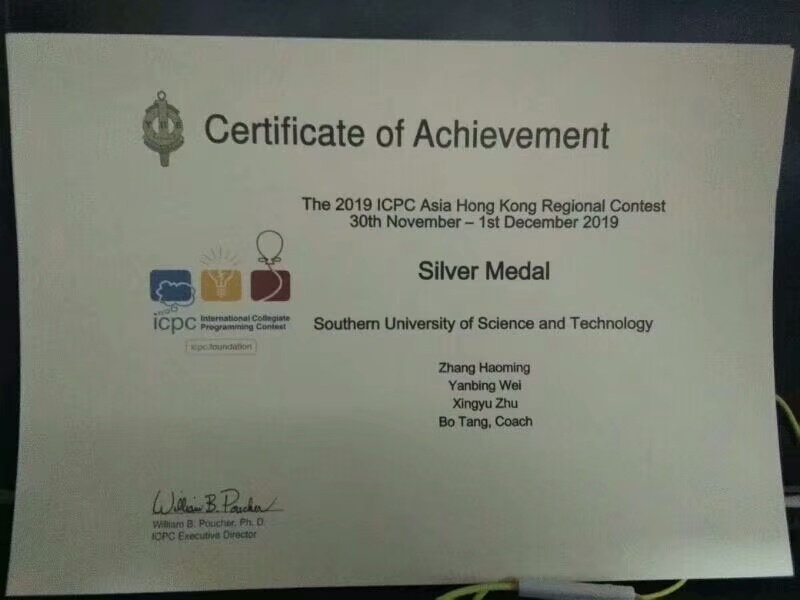 Certificate of Achievement
The 2019 ICPC Asia Hong Kong Regional Contest
30th November – 1st December 2019
Silver Medal
icpc International Collegiate
Programming Contest
icpc.foundation
Southern University of Science and Technology
Zhang Haoming
Yanbing Wei
Xingyu Zhu
Bo Tang, Coach
William B. Poucher
William B. Poucher, Ph. D.
ICPC Executive Director